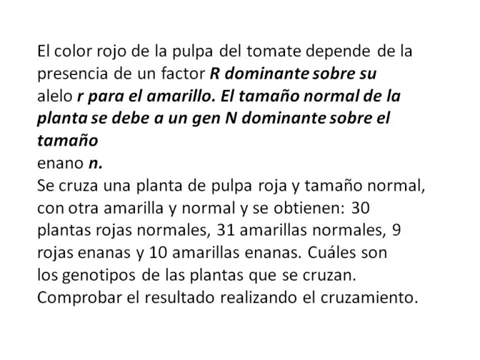 El color rojo de la pulpa del tomate depende de la
presencia de un factor R dominante sobre su
alelo r para el amarillo. El tamaño normal de la
planta se debe a un gen N dominante sobre el
tamaño
enano n.
Se cruza una planta de pulpa roja y tamaño normal,
con otra amarilla y normal y se obtienen: 30
plantas rojas normales, 31 amarillas normales, 9
rojas enanas y 10 amarillas enanas. Cuáles son
los genotipos de las plantas que se cruzan.
Comprobar el resultado realizando el cruzamiento.